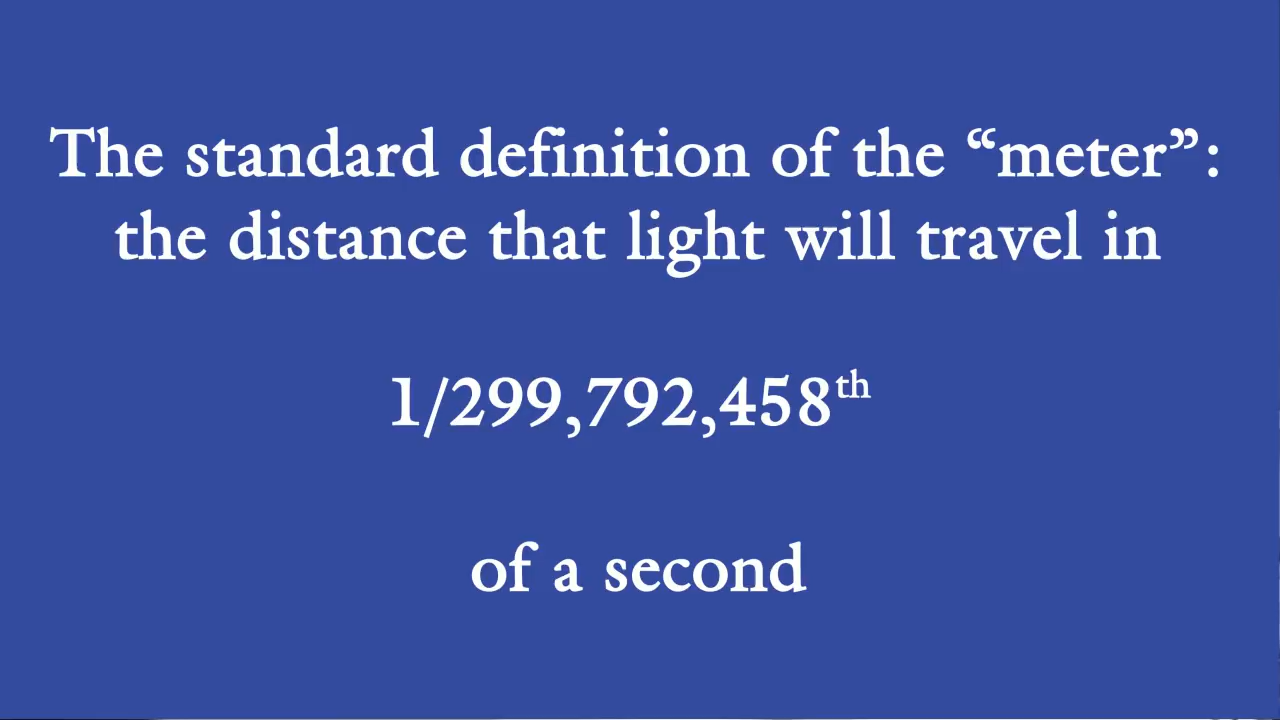 The standard definition of the “meter”:
the distance that light will travel in
1/299,792,458th
of a second